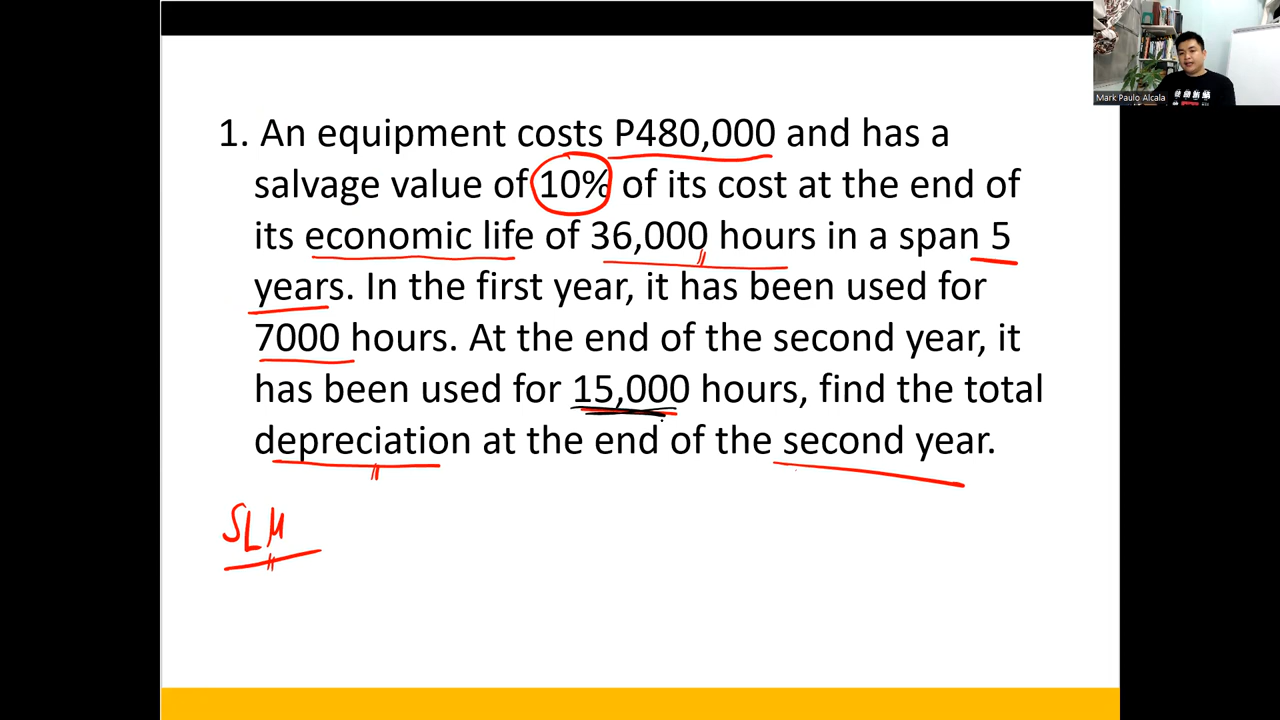 1. An equipment costs P480,000 and has a
salvage value of 10% of its cost at the end of
its economic life of 36,000 hours in a span 5
years. In the first year, it has been used for
7000 hours. At the end of the second year, it
has been used for 15,000 hours, find the total
depreciation at the end of the second year.
SLM
Mark Paulo Alcala